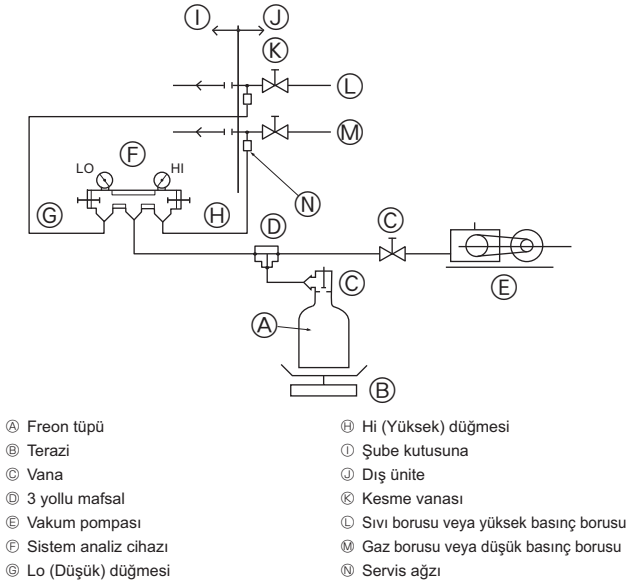 Ⓘ Ⓙ
Ⓚ
Ⓛ
Ⓕ
Ⓜ
LO HI
Ⓝ
Ⓖ Ⓗ
Ⓓ Ⓒ
Ⓒ Ⓔ
Ⓐ
Ⓑ
Ⓐ Freon tüpü
Ⓑ Terazi
Ⓒ Vana
Ⓓ 3 yollu mafsal
Ⓔ Vakum pompası
Ⓕ Sistem analiz cihazı
Ⓖ Lo (Düşük) düğmesi
Ⓗ Hi (Yüksek) düğmesi
Ⓘ Şube kutusuna
Ⓙ Dış ünite
Ⓚ Kesme vanası
Ⓛ Sıvı borusu veya yüksek basınç borusu
Ⓜ Gaz borusu veya düşük basınç borusu
Ⓝ Servis ağzı